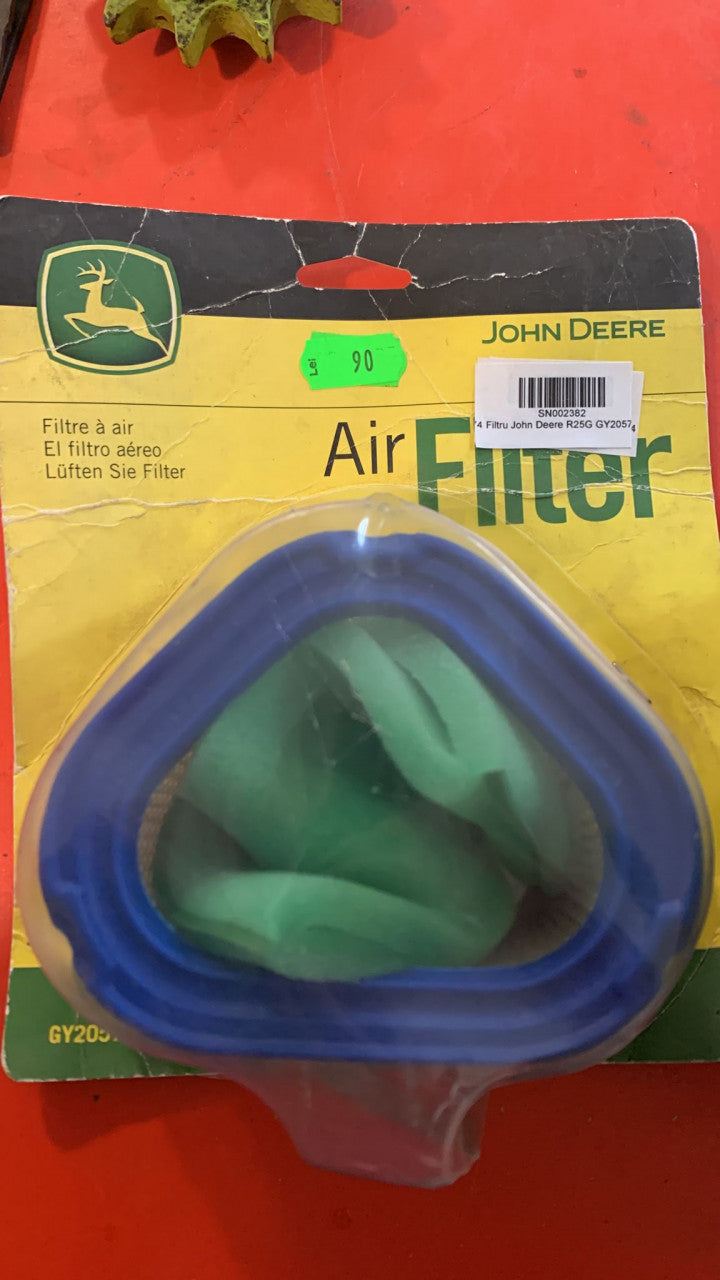 JOHN DEERE
Lei 90
SN002382
4 Filtru John Deere R25G GY2057
4
Filtre à air
El filtro aéreo
Lüften Sie Filter
Air Filter